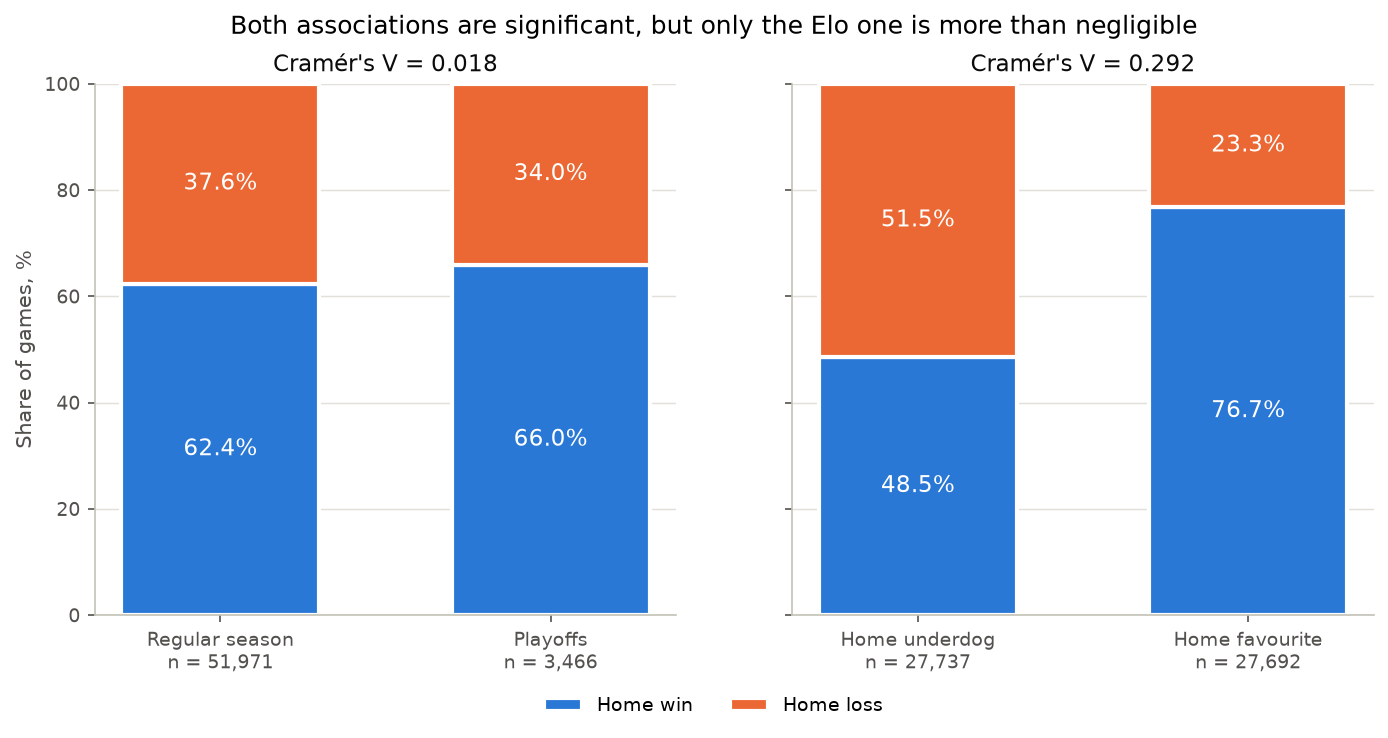 Both associations are significant, but only the Elo one is more than negligible
Cramér's V = 0.018
Share of games, %
100
80
60
40
20
0
37.6%
62.4%
34.0%
66.0%
Regular season
n = 51,971
Playoffs
n = 3,466
Cramér's V = 0.292
51.5%
48.5%
23.3%
76.7%
Home underdog
n = 27,737
Home favourite
n = 27,692
Home win
Home loss